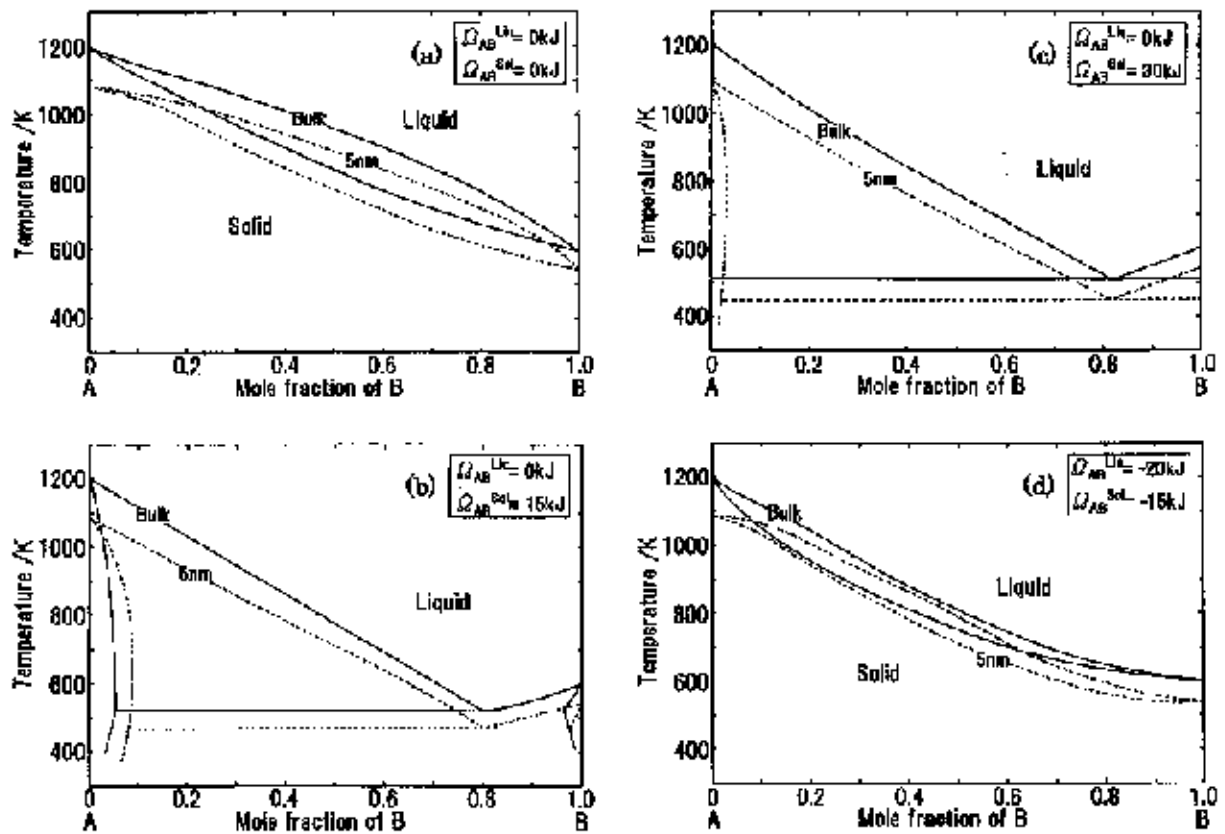 (a)
Ω_AB^Liq = 0kJ
Ω_AB^Sol = 0kJ
Temperature /K
1200
1000
800
600
400
Bulk
5nm
Liquid
Solid
0 0.2 0.4 0.6 0.8 1.0
A Mole fraction of B B
(c)
Ω_AB^Liq = 0kJ
Ω_AB^Sol = 30kJ
Temperature /K
1200
1000
800
600
400
Bulk
5nm
Liquid
0 0.2 0.4 0.6 0.8 1.0
A Mole fraction of B B
(b)
Ω_AB^Liq = 0kJ
Ω_AB^Sol = 15kJ
Temperature /K
1200
1000
800
600
400
Bulk
5nm
Liquid
0 0.2 0.4 0.6 0.8 1.0
A Mole fraction of B B
(d)
Ω_AB^Liq = -20kJ
Ω_AB^Sol = -15kJ
Temperature /K
1200
1000
800
600
400
Bulk
5nm
Liquid
Solid
0 0.2 0.4 0.6 0.8 1.0
A Mole fraction of B B